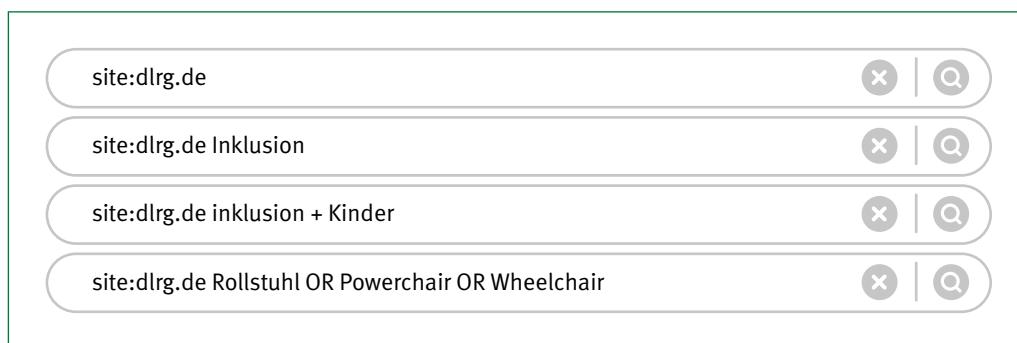 site:dlrg.de
site:dlrg.de Inklusion
site:dlrg.de inklusion + Kinder
site:dlrg.de Rollstuhl OR Powerchair OR Wheelchair